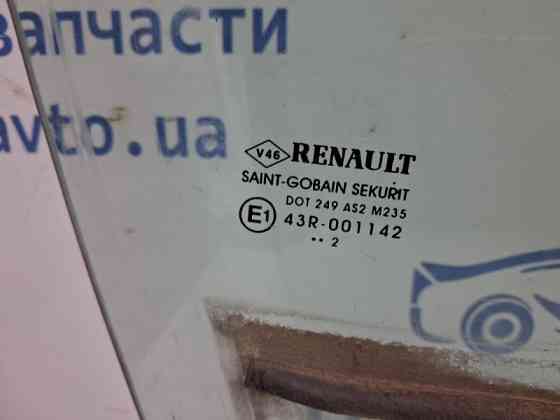 запчасти
avto.ua
V46 RENAULT
SAINT-GOBAIN SEKURIT
DOT 249 AS2 M235
E1 43R-001142
•• 2